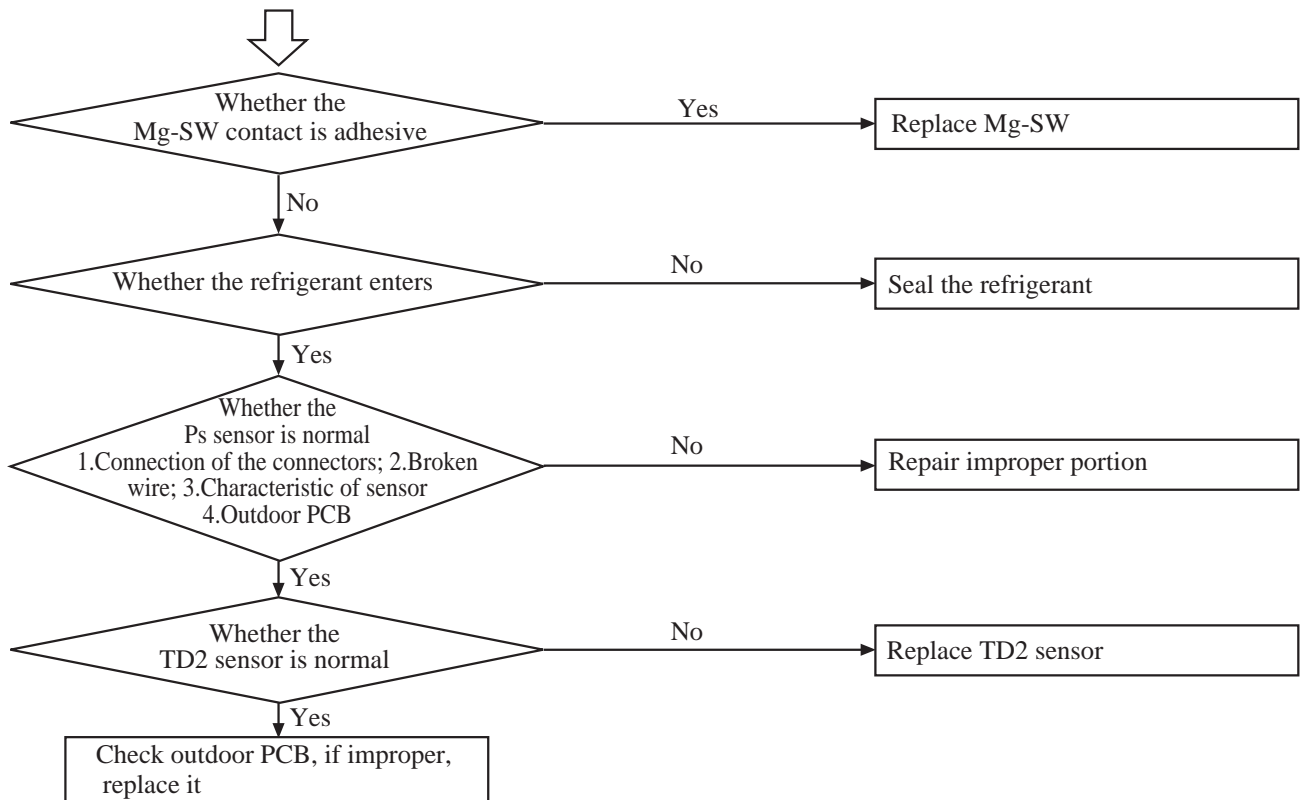 Whether the
Mg-SW contact is adhesive
Yes
Replace Mg-SW
No
Whether the refrigerant enters
No
Seal the refrigerant
Yes
Whether the
Ps sensor is normal
1.Connection of the connectors; 2.Broken
wire; 3.Characteristic of sensor
4.Outdoor PCB
No
Repair improper portion
Yes
Whether the
TD2 sensor is normal
No
Replace TD2 sensor
Yes
Check outdoor PCB, if improper,
replace it